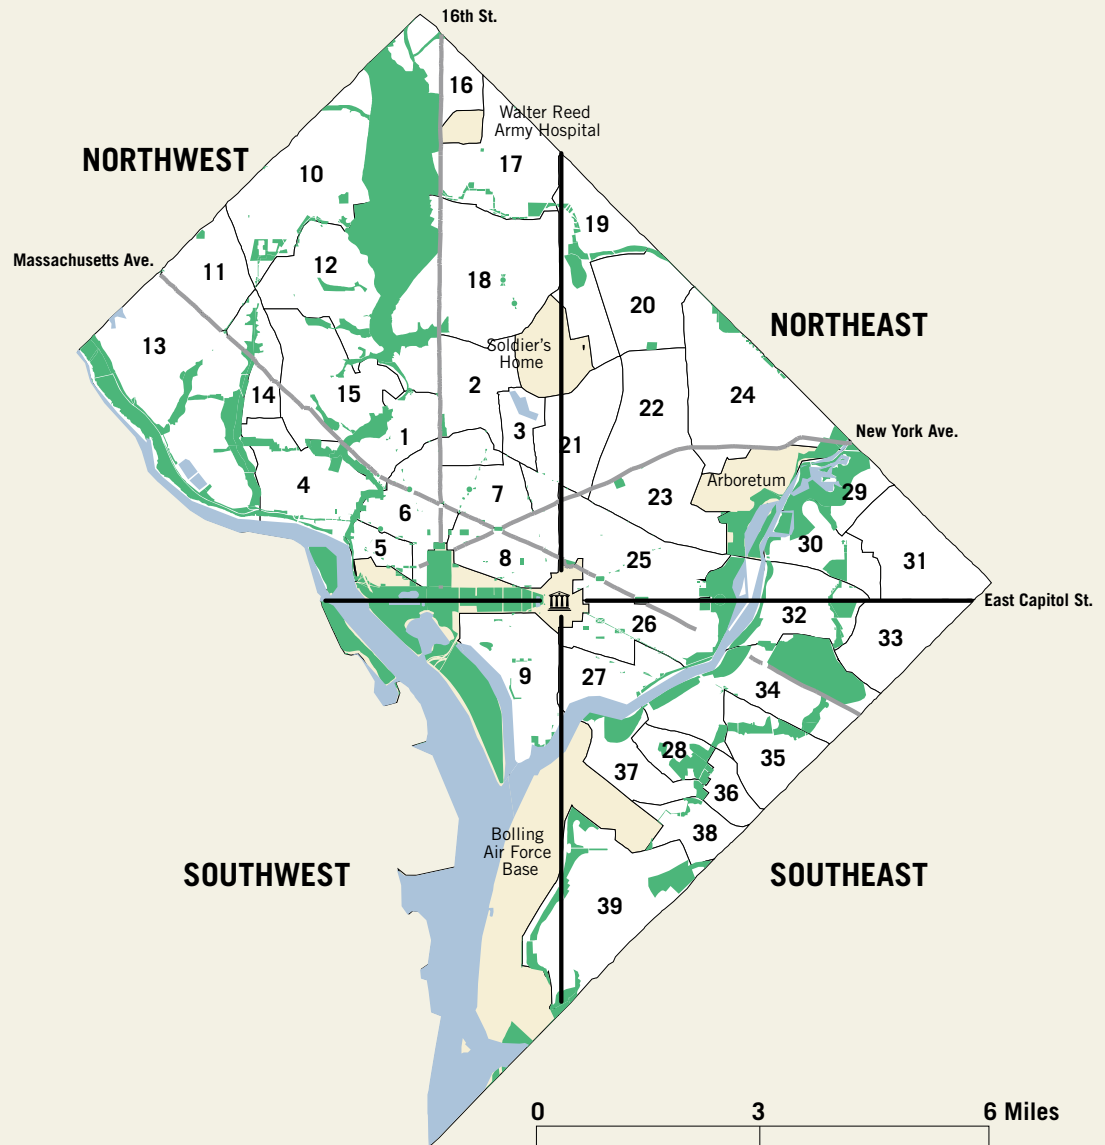 16th St.
16
Walter Reed
Army Hospital
NORTHWEST
17
10
19
Massachusetts Ave.
11
12
18
20
NORTHEAST
13
Soldier's
Home
14
15
2
24
22
1
3
21
New York Ave.
Arboretum
4
7
23
29
6
5
8
25
30
31
East Capitol St.
26
32
33
9
27
34
28
35
37
36
38
Bolling
Air Force
Base
SOUTHWEST
SOUTHEAST
39
0
3
6 Miles